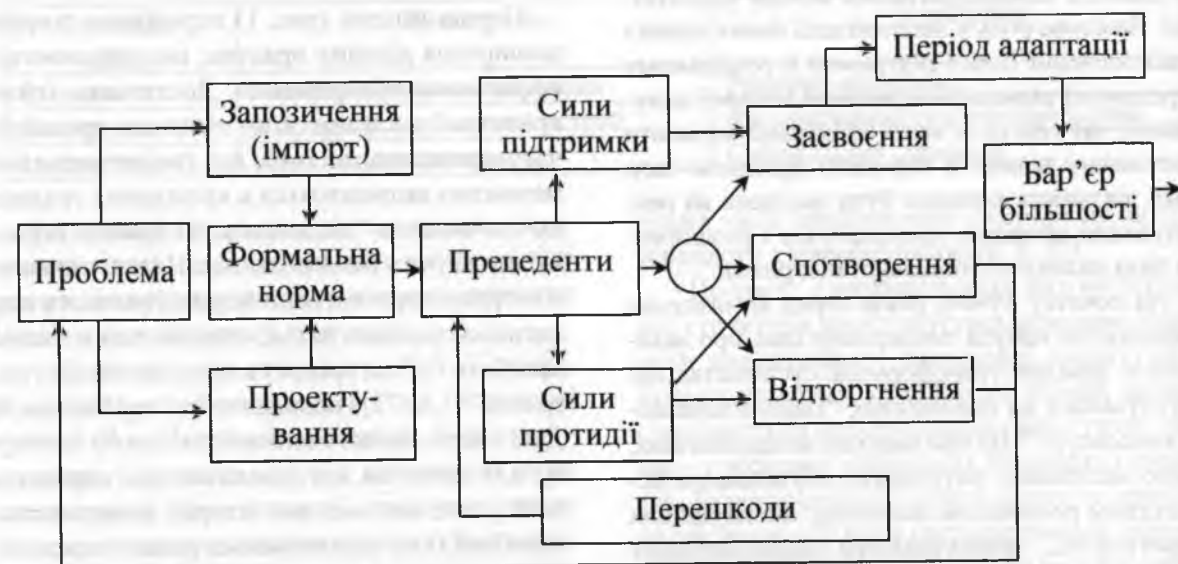 Період адаптації
Запозичення
(імпорт)
Сили
підтримки
Засвоєння
Бар’єр
більшості
Проблема
Формальна
норма
Прецеденти
Спотворення
Проекту-
вання
Сили
протидії
Відторгнення
Перешкоди